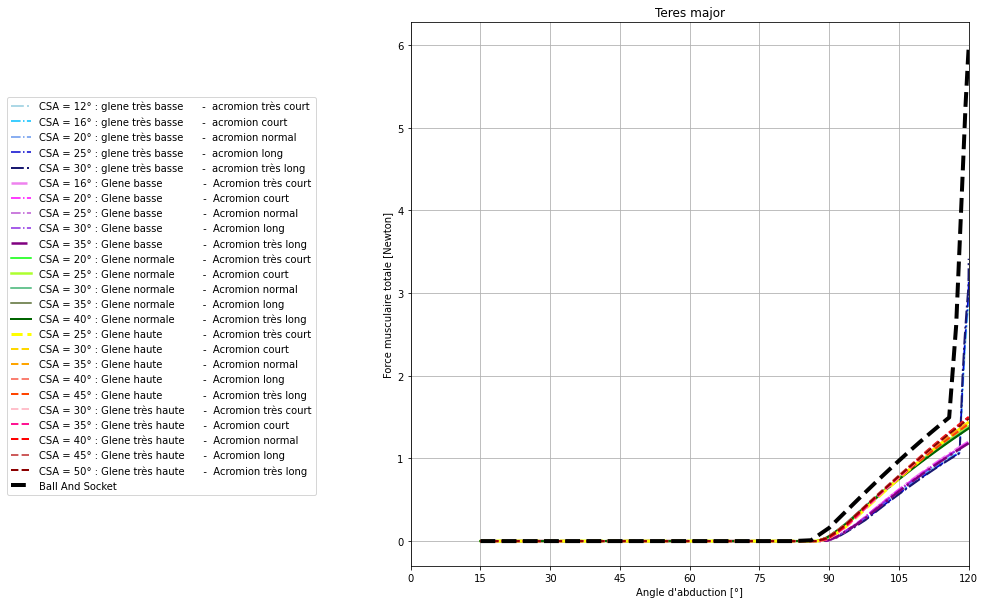 Teres major
CSA = 12° : glene très basse - acromion très court
CSA = 16° : glene très basse - acromion court
CSA = 20° : glene très basse - acromion normal
CSA = 25° : glene très basse - acromion long
CSA = 30° : glene très basse - acromion très long
CSA = 16° : Glene basse - Acromion très court
CSA = 20° : Glene basse - Acromion court
CSA = 25° : Glene basse - Acromion normal
CSA = 30° : Glene basse - Acromion long
CSA = 35° : Glene basse - Acromion très long
CSA = 20° : Glene normale - Acromion très court
CSA = 25° : Glene normale - Acromion court
CSA = 30° : Glene normale - Acromion normal
CSA = 35° : Glene normale - Acromion long
CSA = 40° : Glene normale - Acromion très long
CSA = 25° : Glene haute - Acromion très court
CSA = 30° : Glene haute - Acromion court
CSA = 35° : Glene haute - Acromion normal
CSA = 40° : Glene haute - Acromion long
CSA = 45° : Glene haute - Acromion très long
CSA = 30° : Glene très haute - Acromion très court
CSA = 35° : Glene très haute - Acromion court
CSA = 40° : Glene très haute - Acromion normal
CSA = 45° : Glene très haute - Acromion long
CSA = 50° : Glene très haute - Acromion très long
Ball And Socket
Force musculaire totale [Newton]
6
5
4
3
2
1
0
0 15 30 45 60 75 90 105 120
Angle d'abduction [°]